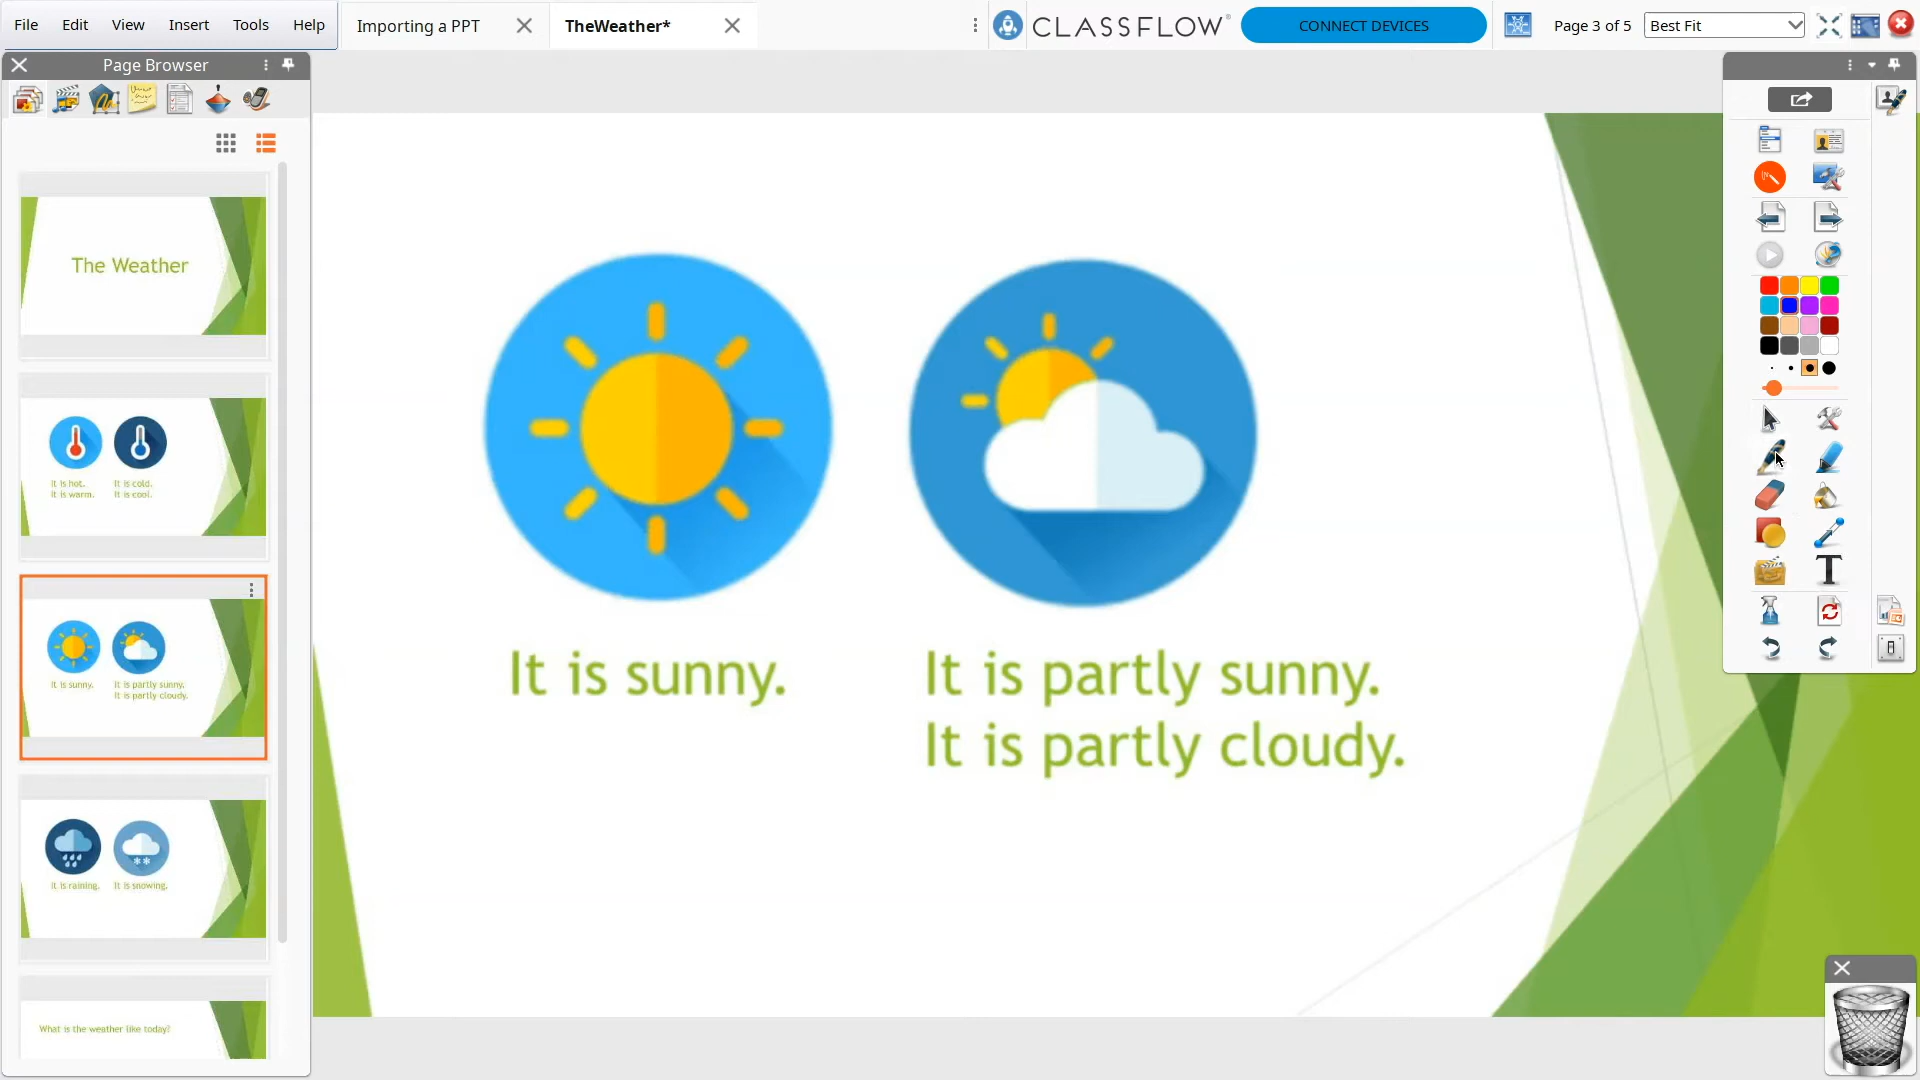 File Edit View Insert Tools Help
Importing a PPT
TheWeather*
CLASSFLOW
CONNECT DEVICES
Page 3 of 5
Best Fit
Page Browser
The Weather
It is hot.
It is warm.
It is cold.
It is cool.
It is sunny.
It is partly sunny.
It is partly cloudy.
It is raining.
It is snowing.
What is the weather like today?
It is sunny.
It is partly sunny.
It is partly cloudy.
T